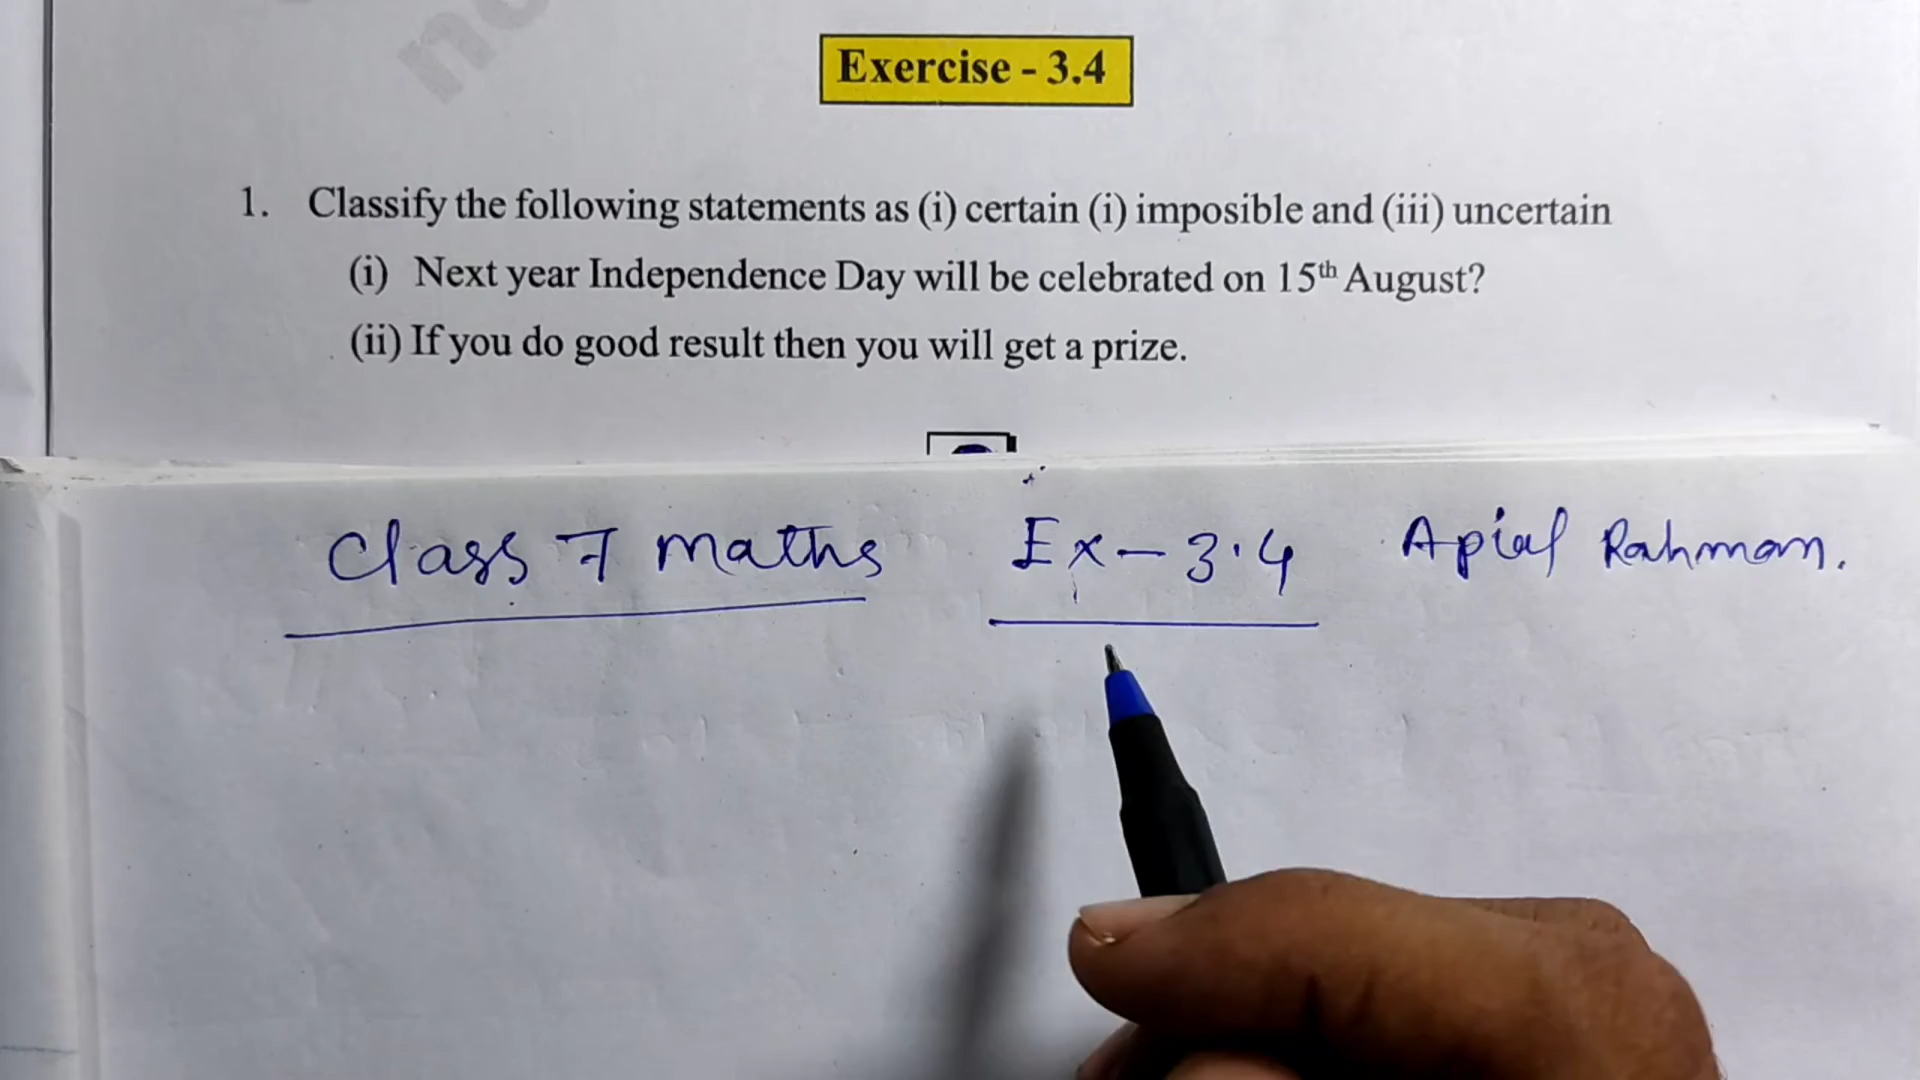 Exercise - 3.4
1. Classify the following statements as (i) certain (i) imposible and (iii) uncertain
(i) Next year Independence Day will be celebrated on 15th August?
(ii) If you do good result then you will get a prize.
Class 7 maths Ex - 3.4 Rahman.